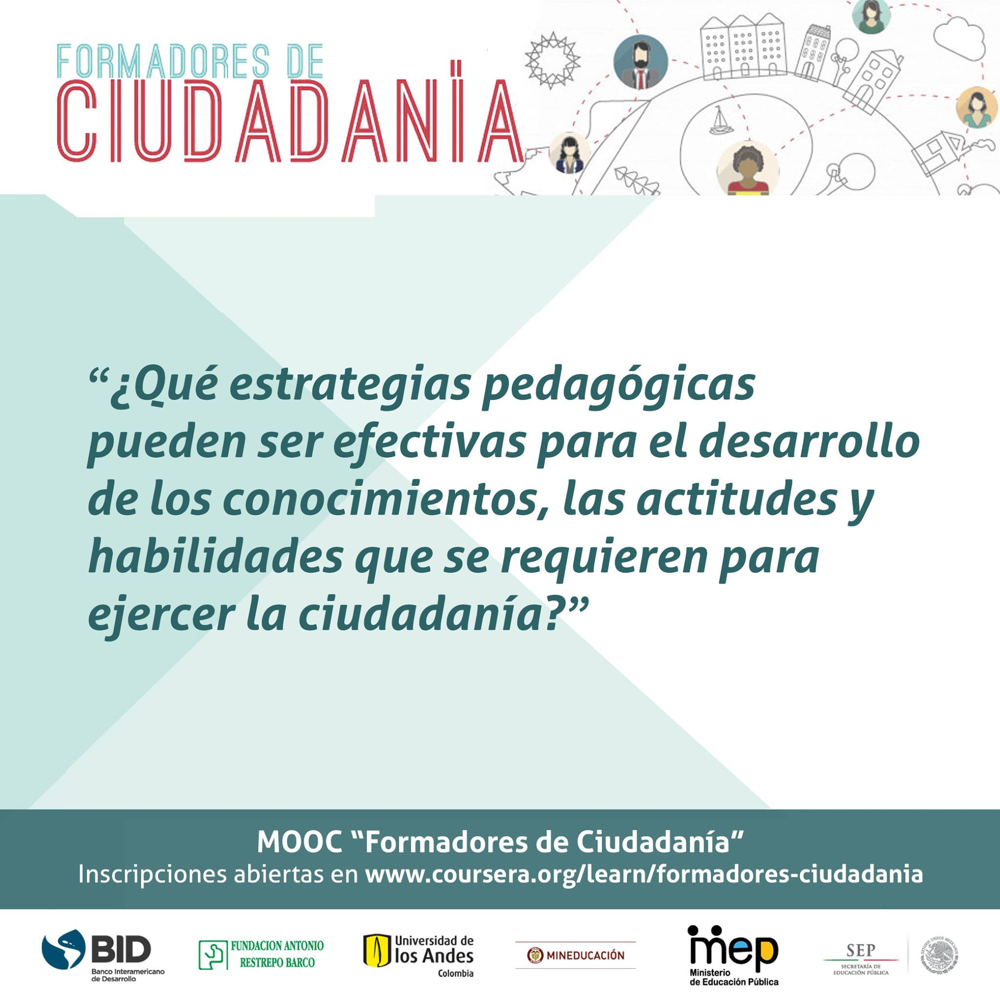 FORMADORES DE
CIUDADANÏA
“¿Qué estrategias pedagógicas
pueden ser efectivas para el desarrollo
de los conocimientos, las actitudes y
habilidades que se requieren para
ejercer la ciudadanía?”
MOOC “Formadores de Ciudadanía”
Inscripciones abiertas en www.coursera.org/learn/formadores-ciudadania
BID
Banco Interamericano
de Desarrollo
FUNDACION ANTONIO
RESTREPO BARCO
Universidad de
los Andes
Colombia
MINEDUCACIÓN
mep
Ministerio
de Educación Pública
SEP
SECRETARÍA DE
EDUCACIÓN PÚBLICA
ESTADOS UNIDOS MEXICANOS